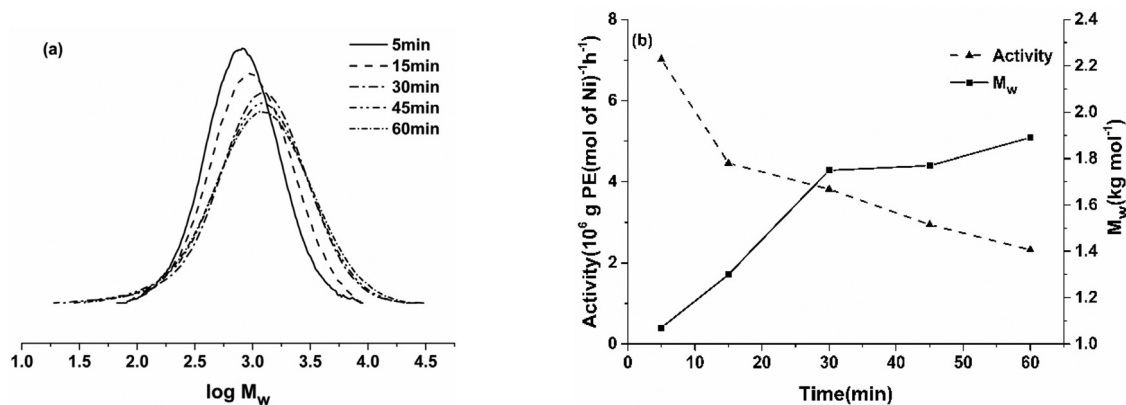 (a)
5min
15min
30min
45min
60min
1.0 1.5 2.0 2.5 3.0 3.5 4.0 4.5
log Mw
(b)
Activity
Mw
8
6
4
2
0
Activity(10⁶ g PE(mol of Ni)⁻¹h⁻¹)
2.4
2.2
2.0
1.8
1.6
1.4
1.2
1.0
Mw(kg mol⁻¹)
0 10 20 30 40 50 60
Time(min)